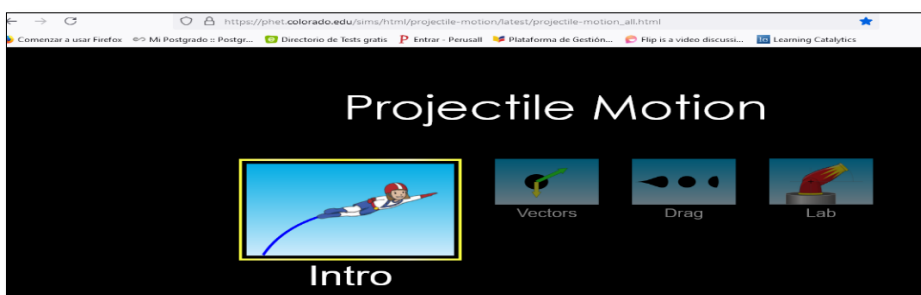 https://phet.colorado.edu/sims/html/projectile-motion/latest/projectile-motion_all.html
Comenzar a usar Firefox Mi Postgrado :: Postgr... Directorio de Tests gratis Entrar - Perusall Plataforma de Gestión... Flip is a video discussi... Learning Catalytics
Projectile Motion
Vectors Drag Lab
Intro